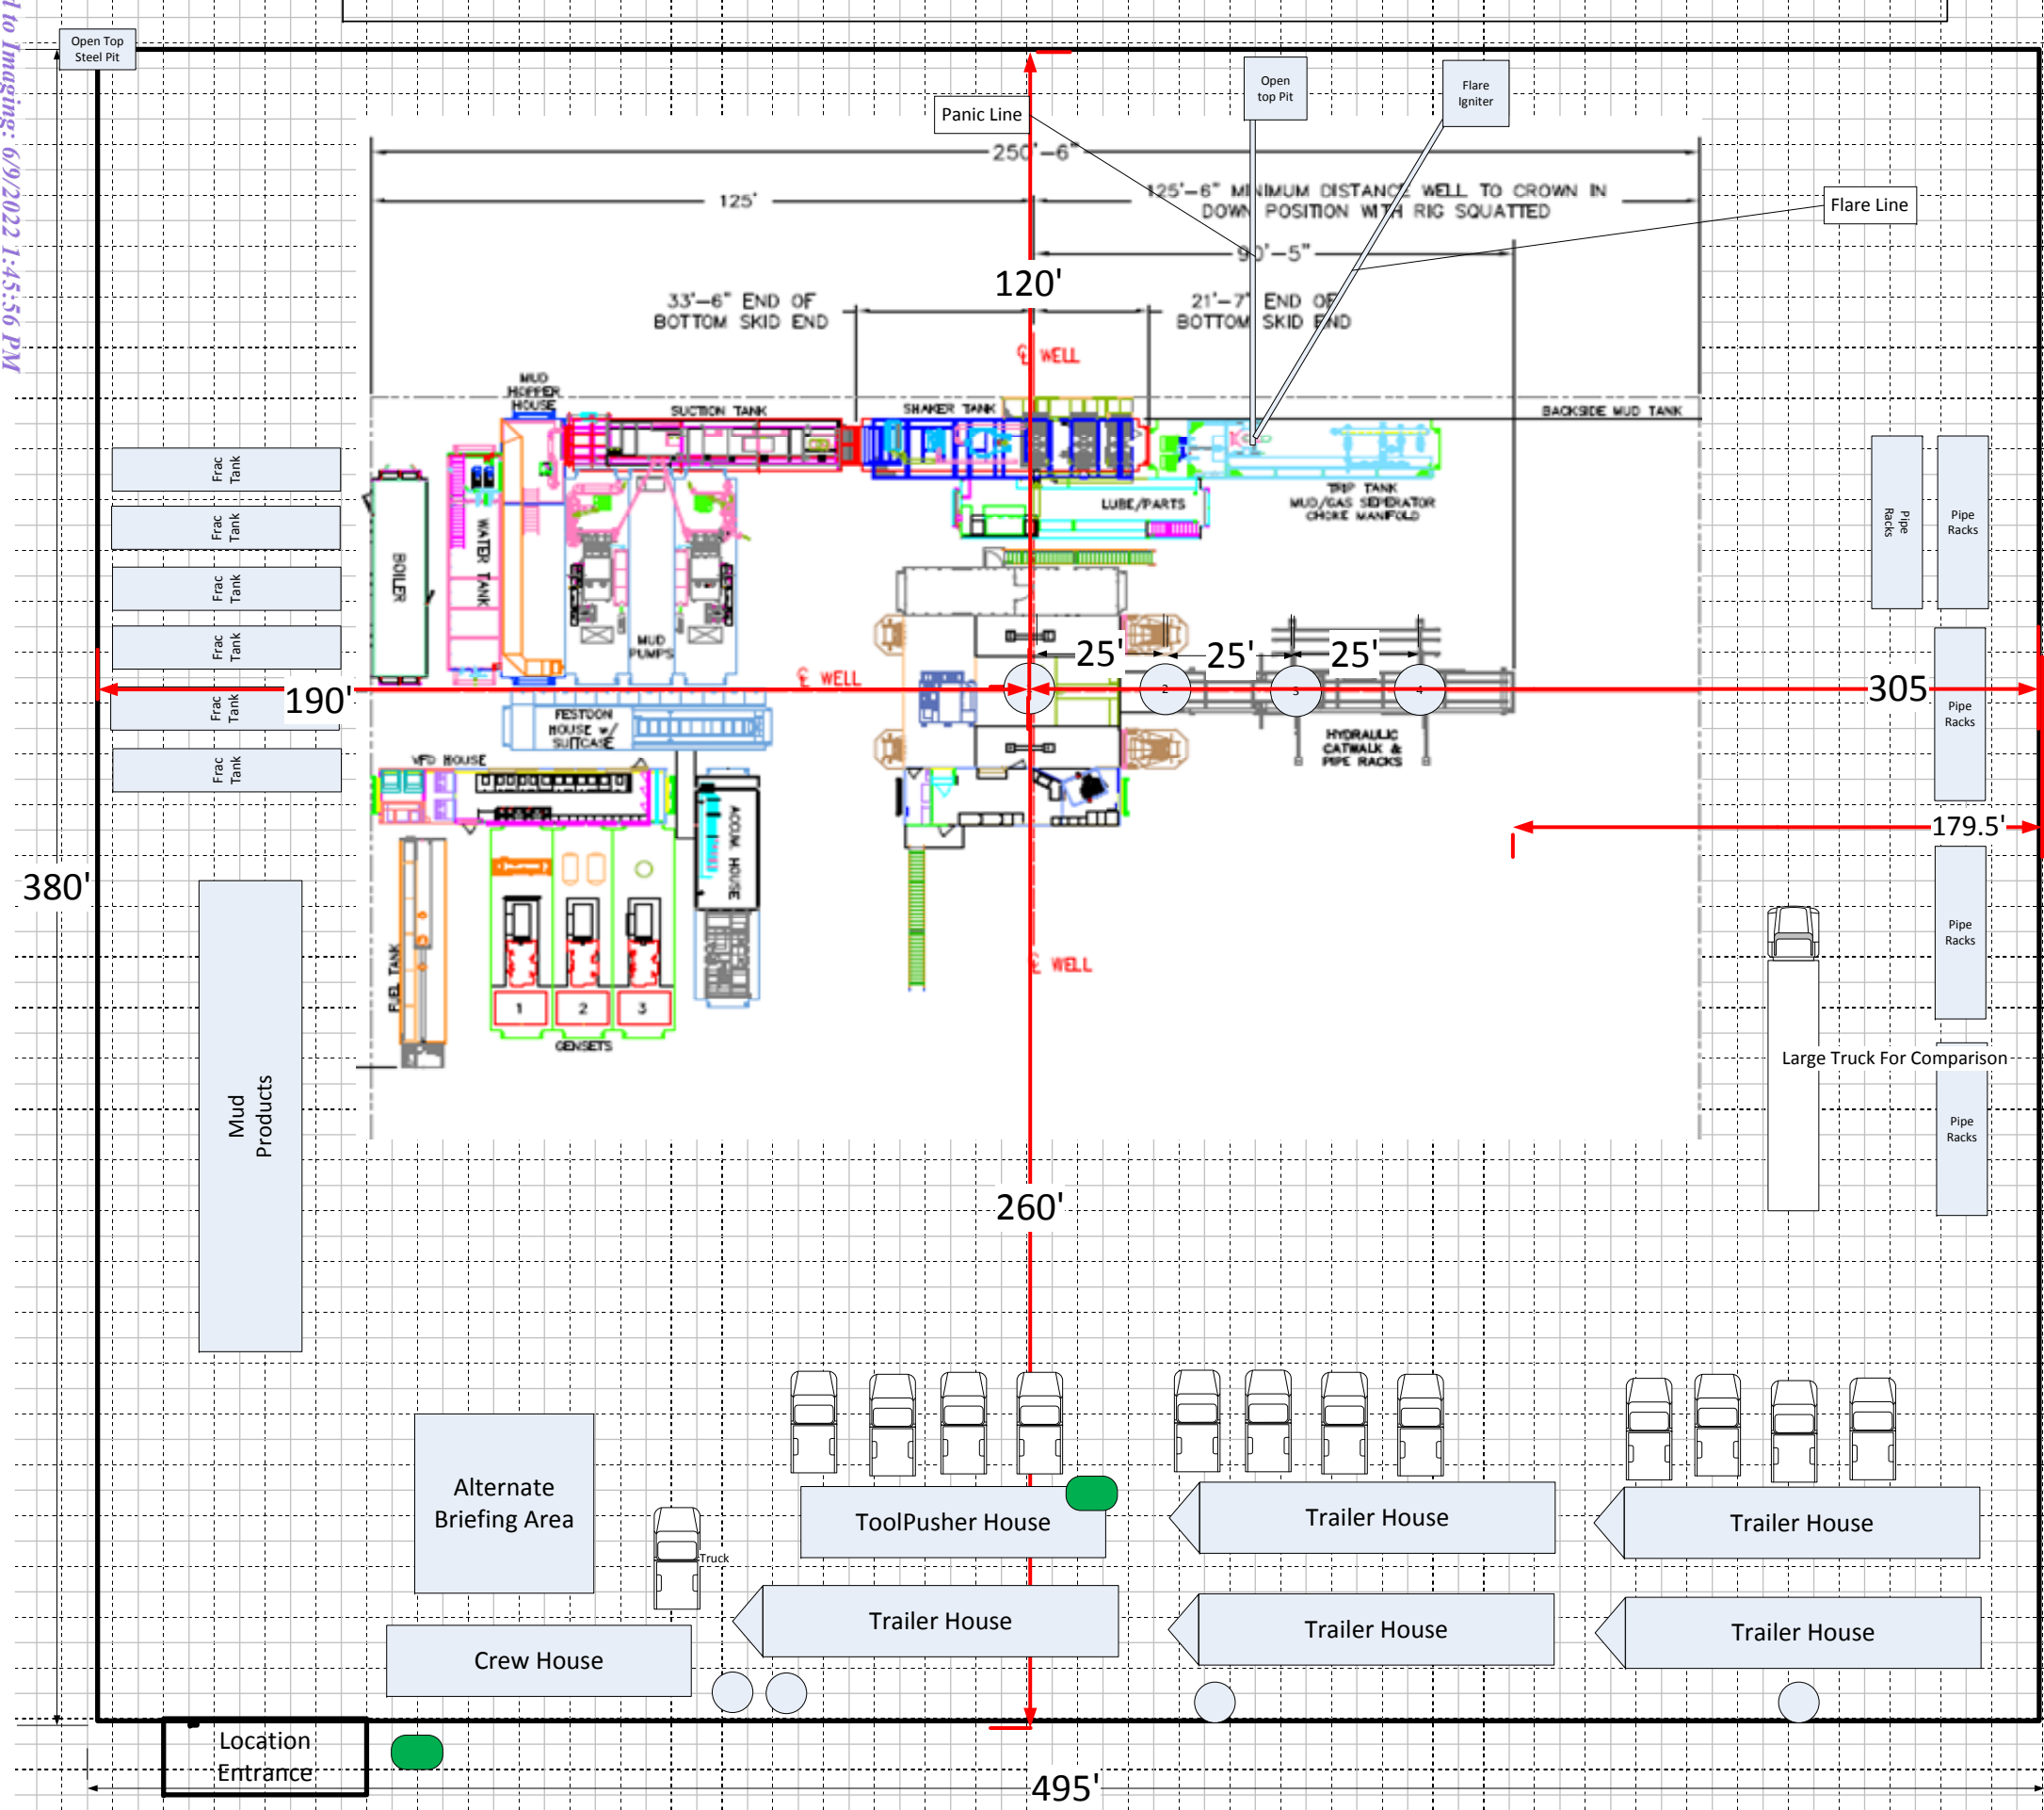 d to Imaging: 6/9/2022 1:45:56 PM
Open Top
Steel Pit
Open
top Pit
Flare
Igniter
Panic Line
250'-6"
125'
125'-6" MINIMUM DISTANCE WELL TO CROWN IN
DOWN POSITION WITH RIG SQUATTED
Flare Line
90'-5"
120'
33'-6" END OF
BOTTOM SKID END
21'-7" END OF
BOTTOM SKID END
℄ WELL
MUD
HOPPER
HOUSE
SUCTION TANK
SHAKER TANK
BACKSIDE MUD TANK
Frac
Tank
Frac
Tank
Frac
Tank
Frac
Tank
Frac
Tank
Frac
Tank
BOILER
WATER TANK
MUD
PUMPS
LUBE/PARTS
TRIP TANK
MUD/GAS SEPERATOR
CHOKE MANIFOLD
Pipe
Racks
Pipe
Racks
25'
25'
25'
℄ WELL
190'
2
3
4
305
Pipe
Racks
FESTOON
HOUSE w/
SUITCASE
HYDRAULIC
CATWALK &
PIPE RACKS
VFD HOUSE
ACCUM. HOUSE
179.5'
380'
FUEL TANK
1
2
3
GENSETS
℄ WELL
Pipe
Racks
Large Truck For Comparison
Pipe
Racks
Mud
Products
260'
Alternate
Briefing Area
ToolPusher House
Trailer House
Trailer House
Truck
Trailer House
Trailer House
Trailer House
Crew House
Location
Entrance
495'